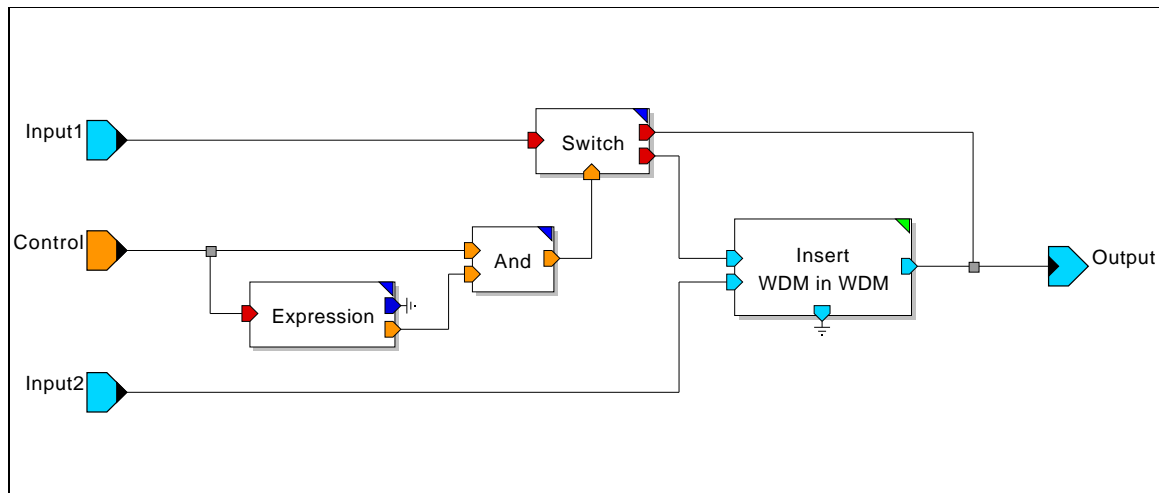 Input1
Switch
Control
And
Insert
WDM in WDM
Output
Expression
Input2